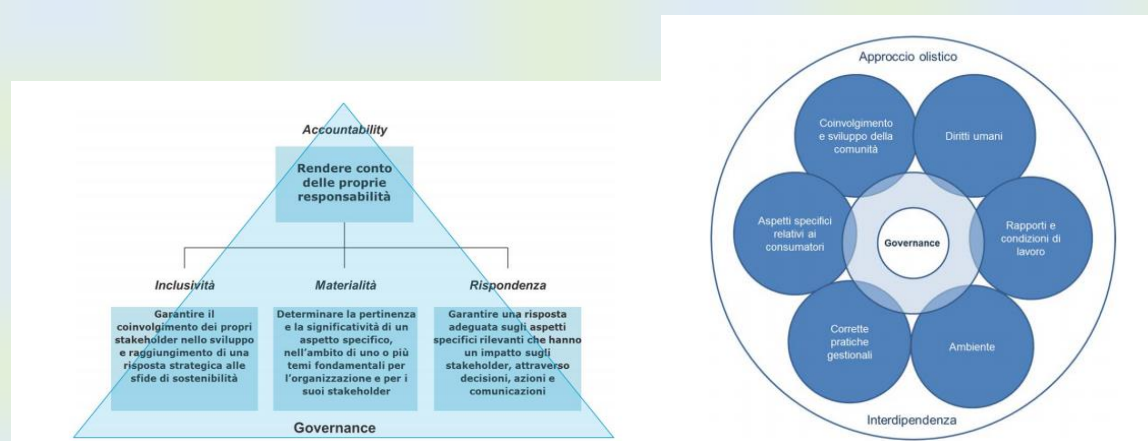 Accountability
Rendere conto
delle proprie
responsabilità
Inclusività
Garantire il
coinvolgimento dei propri
stakeholder nello sviluppo
e raggiungimento di una
risposta strategica alle
sfide di sostenibilità
Materialità
Determinare la pertinenza
e la significatività di un
aspetto specifico,
nell'ambito di uno o più
temi fondamentali per
l'organizzazione e per i
suoi stakeholder
Rispondenza
Garantire una risposta
adeguata sugli aspetti
specifici rilevanti che hanno
un impatto sugli
stakeholder, attraverso
decisioni, azioni e
comunicazioni
Governance
Approccio olistico
Coinvolgimento
e sviluppo della
comunità
Diritti umani
Aspetti specifici
relativi ai
consumatori
Governance
Rapporti e
condizioni di
lavoro
Corrette
pratiche
gestionali
Ambiente
Interdipendenza